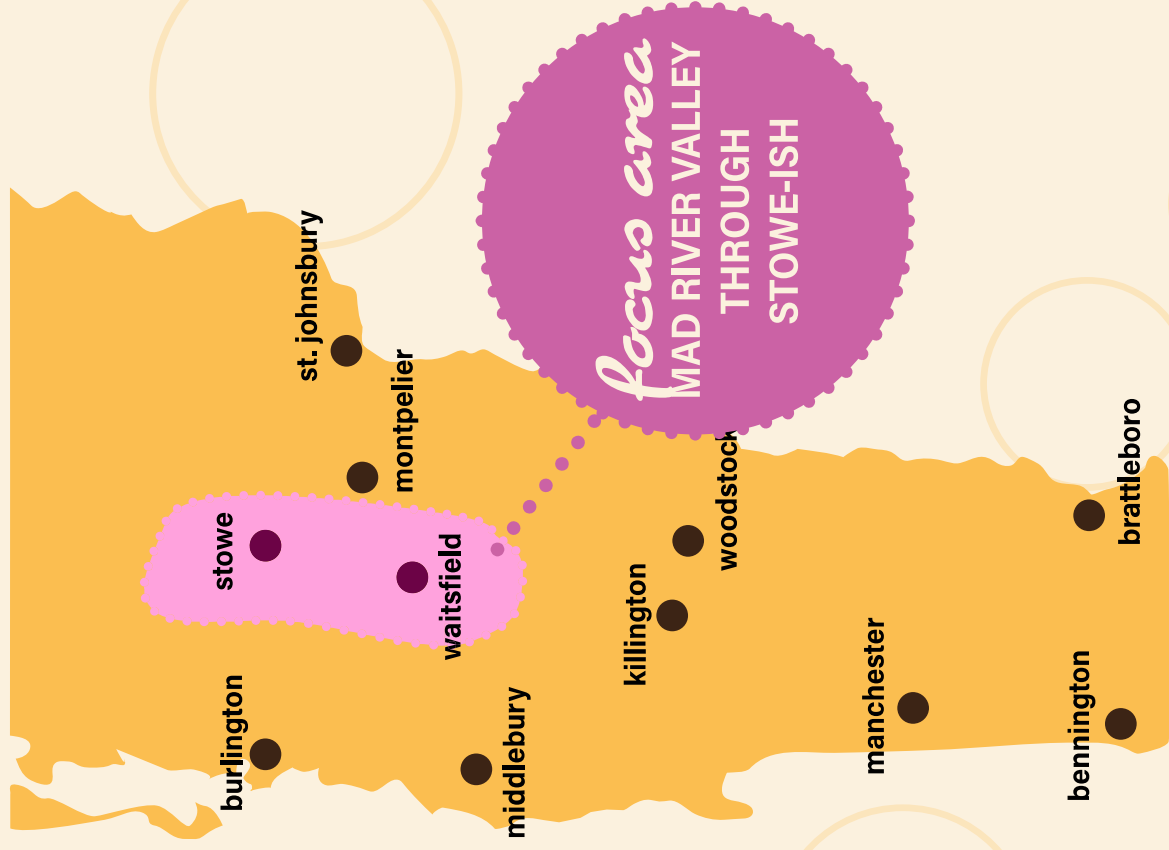 focus area
MAD RIVER VALLEY
THROUGH
STOWE-ISH
stowe
burlington
st. johnsbury
montpelier
waitsfield
middlebury
killington
woodstock
manchester
bennington
brattleboro